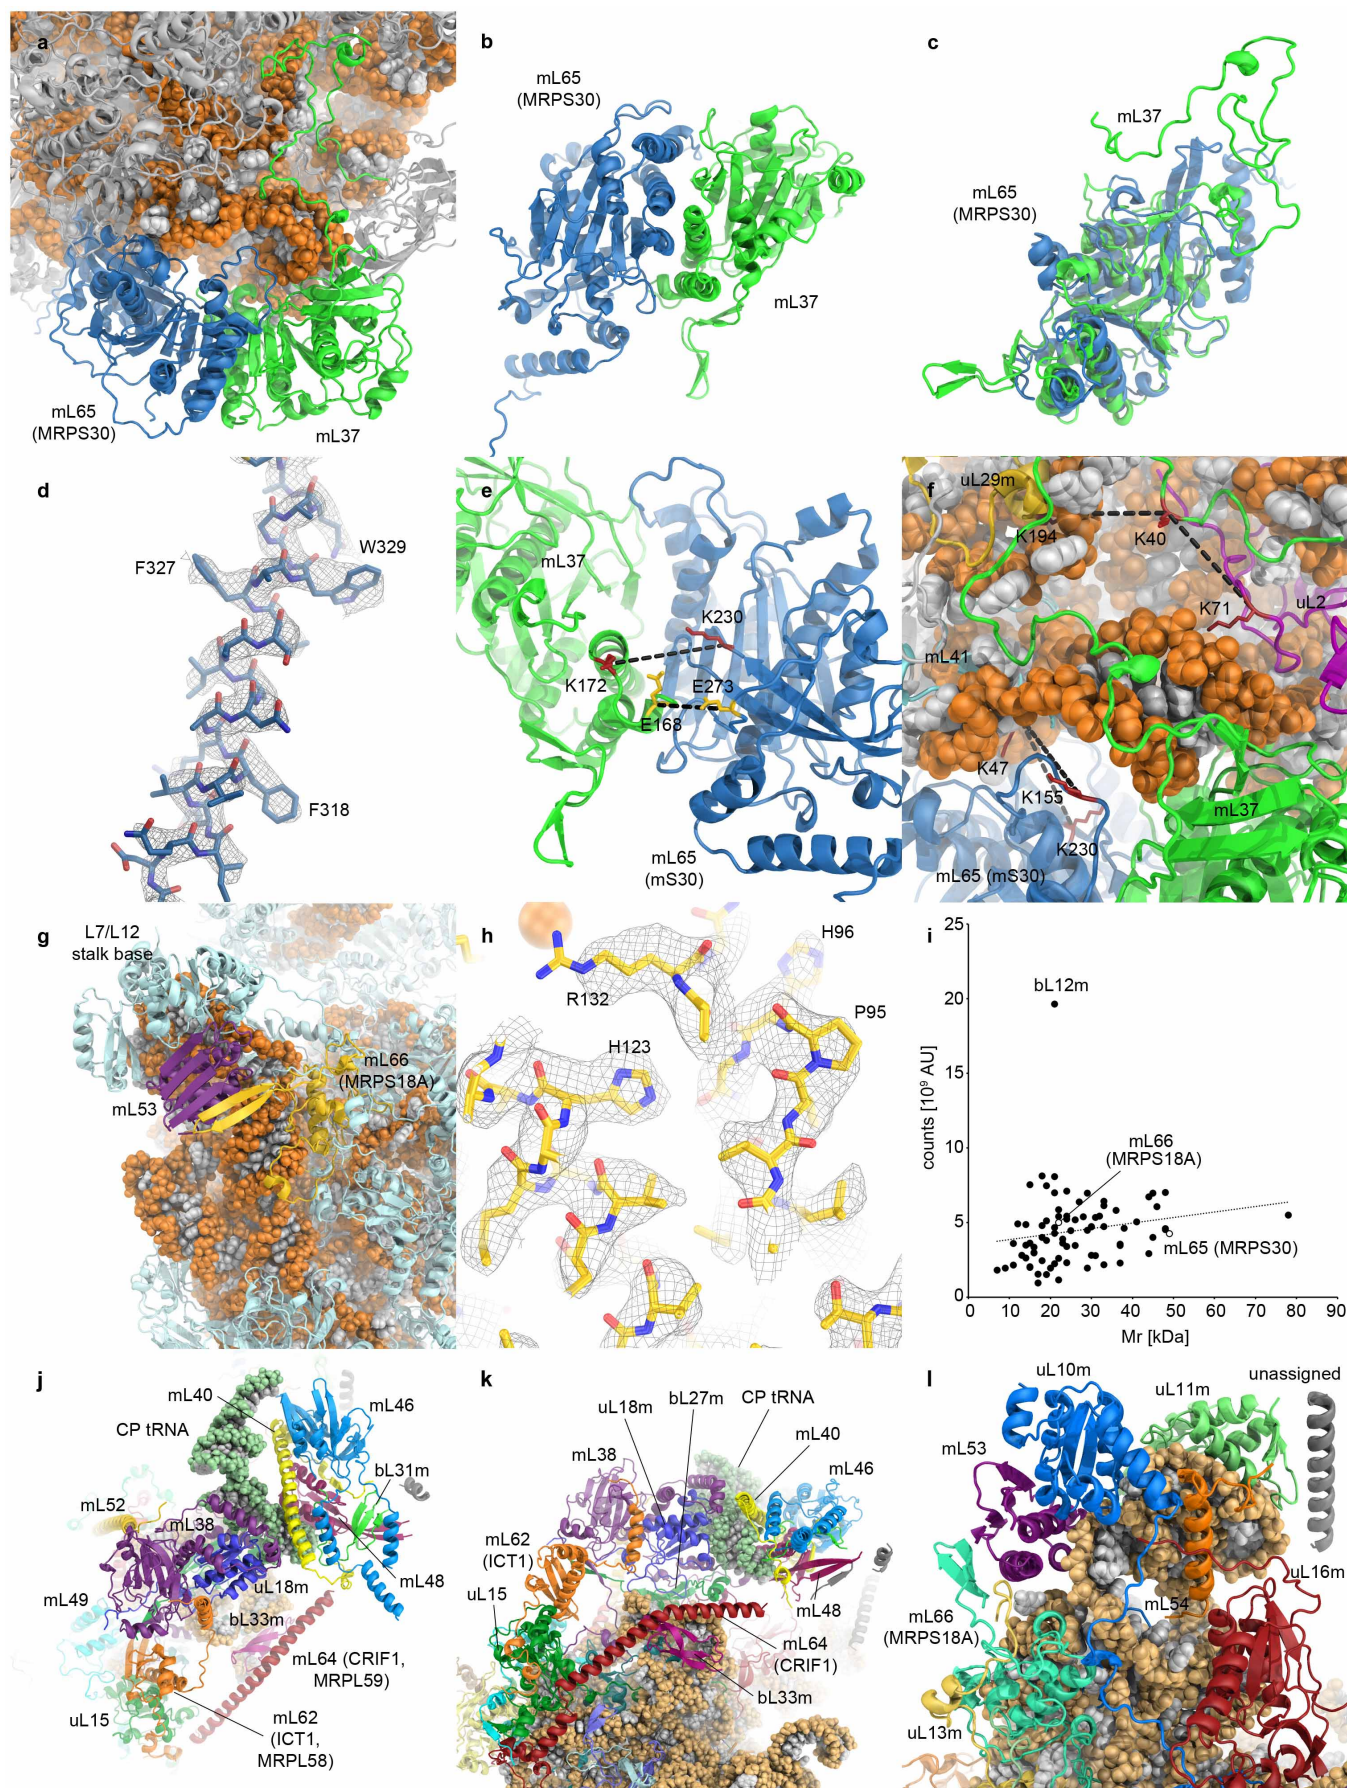 a
mL65
(MRPS30)
mL37
b
mL65
(MRPS30)
mL37
c
mL37
mL65
(MRPS30)
d
F327
W329
F318
e
mL37
K230
K172
E273
E168
mL65
(mS30)
f
uL29m
K194
K40
K71
uL2
mL41
K47
K155
mL37
K230
mL65 (mS30)
g
L7/L12
stalk base
mL66
(MRPS18A)
mL53
h
H96
R132
P95
H123
i
25
20
15
10
5
0
counts [10⁹ AU]
bL12m
mL66
(MRPS18A)
mL65 (MRPS30)
10 20 30 40 50 60 70 80 90
Mr [kDa]
j
mL40
mL46
CP tRNA
bL31m
mL52
mL38
mL48
uL18m
mL49
bL33m
mL64 (CRIF1,
MRPL59)
uL15
mL62
(ICT1,
MRPL58)
k
bL27m
uL18m
CP tRNA
mL38
mL40
mL46
mL62
(ICT1)
uL15
mL48
mL64
(CRIF1)
bL33m
l
uL10m
unassigned
uL11m
mL53
uL16m
mL54
mL66
(MRPS18A)
uL13m